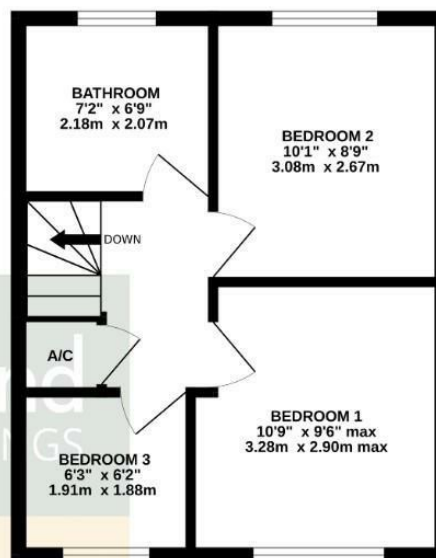 BATHROOM
7'2" x 6'9"
2.18m x 2.07m
BEDROOM 2
10'1" x 8'9"
3.08m x 2.67m
DOWN
A/C
BEDROOM 1
10'9" x 9'6" max
3.28m x 2.90m max
BEDROOM 3
6'3" x 6'2"
1.91m x 1.88m